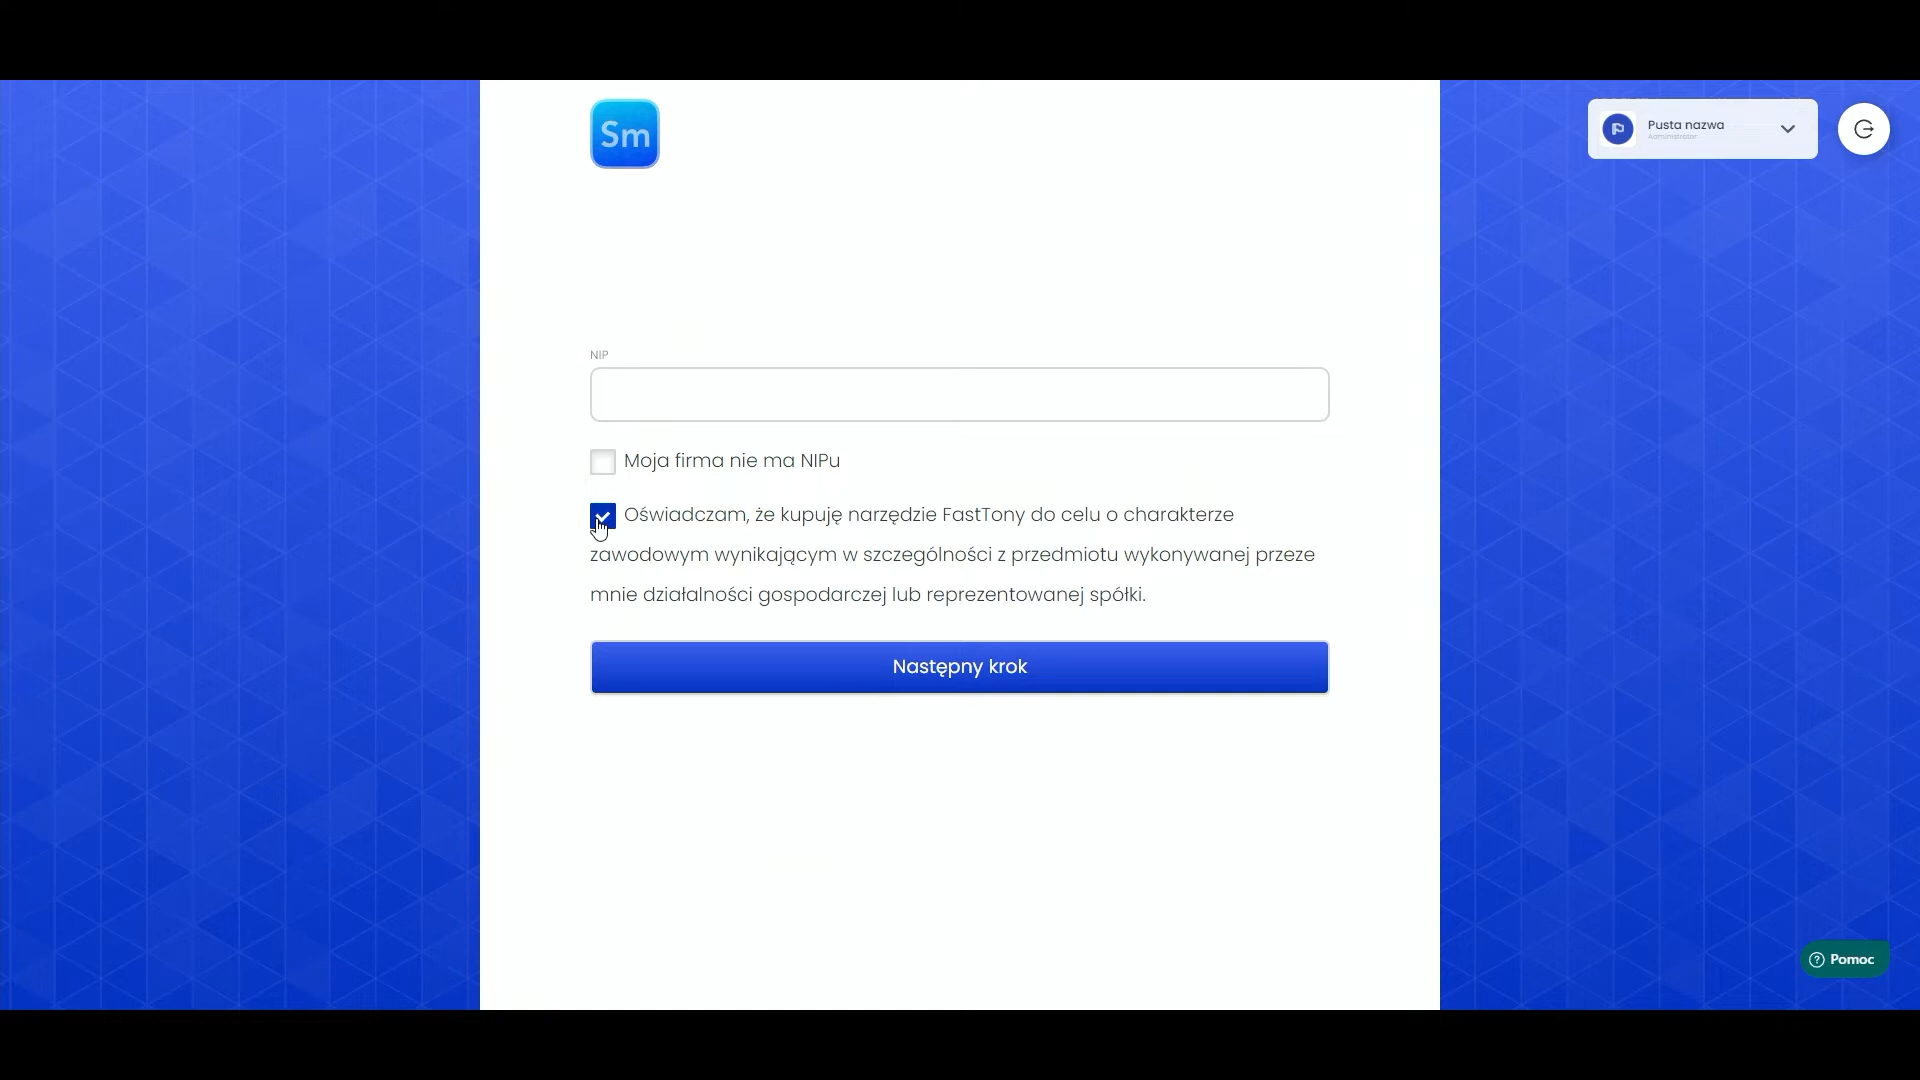 Sm
Pusta nazwa
Administrator
NIP
Moja firma nie ma NIPu
Oświadczam, że kupuję narzędzie FastTony do celu o charakterze
zawodowym wynikającym w szczególności z przedmiotu wykonywanej przeze
mnie działalności gospodarczej lub reprezentowanej spółki.
Następny krok
Pomoc